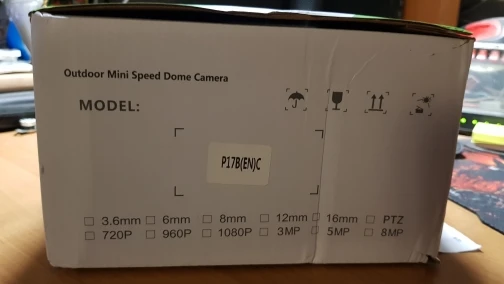 Outdoor Mini Speed Dome Camera
MODEL:
P17B(EN)C
☐ 3.6mm ☐ 6mm ☐ 8mm ☐ 12mm ☐ 16mm ☐ PTZ
☐ 720P ☐ 960P ☐ 1080P ☐ 3MP ☐ 5MP ☐ 8MP